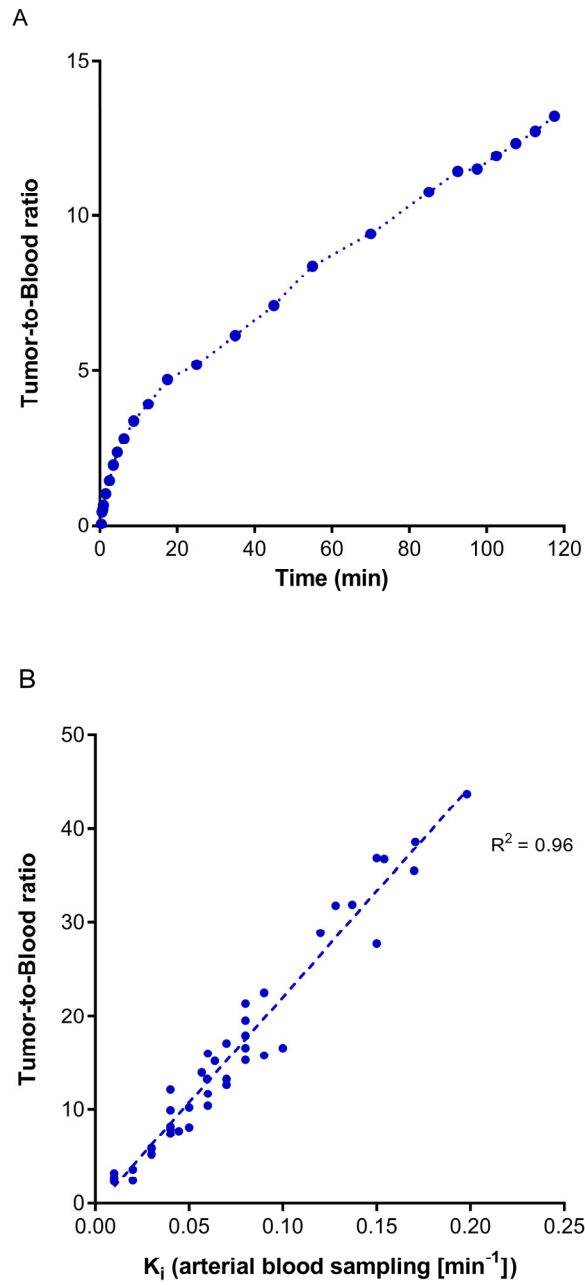 A
15
10
5
0
0 20 40 60 80 100 120
Tumor-to-Blood ratio
Time (min)
B
50
40
30
20
10
0
0.00 0.05 0.10 0.15 0.20 0.25
Tumor-to-Blood ratio
R² = 0.96
Kᵢ (arterial blood sampling [min⁻¹])